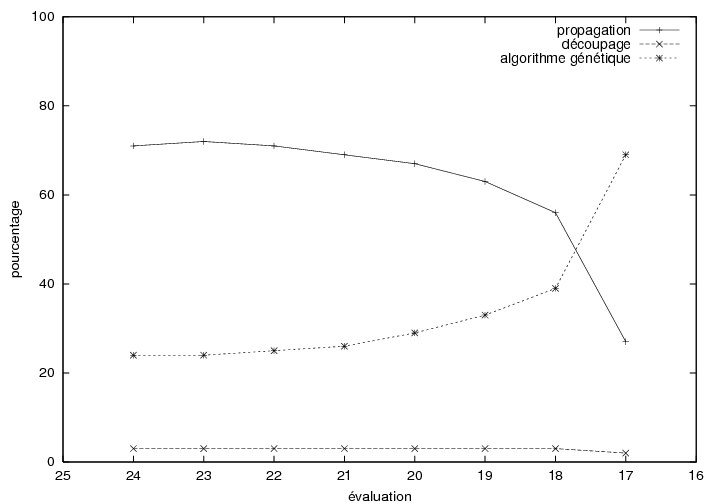 100
80
60
40
20
0
pourcentage
propagation
découpage
algorithme génétique
25 24 23 22 21 20 19 18 17 16
évaluation